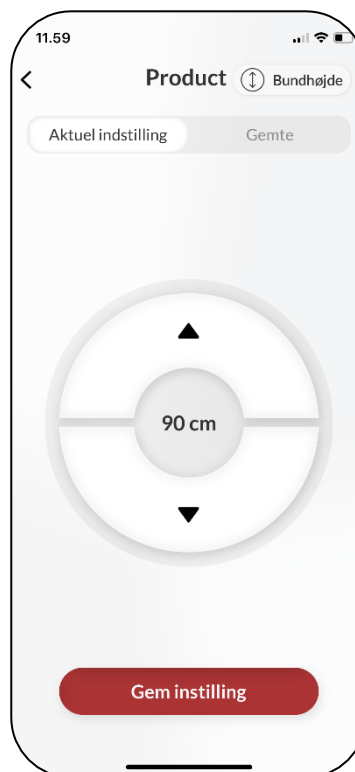 11.59
Product Bundhøjde
Aktuel indstilling Gemte
90 cm
Gem instilling